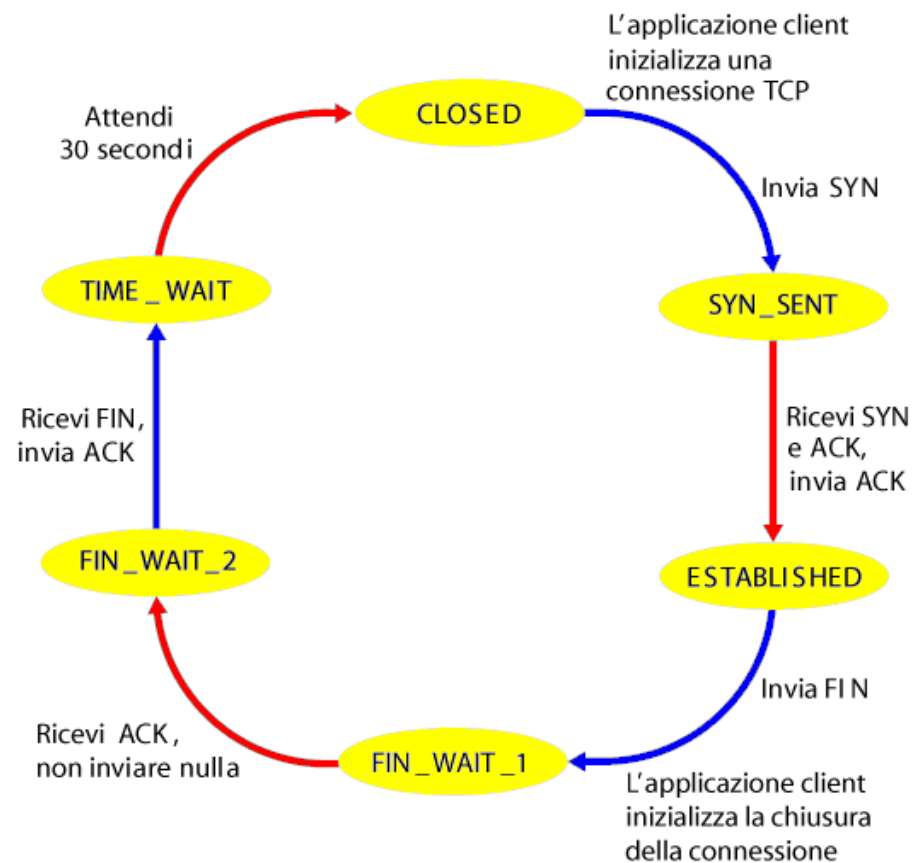 L'applicazione client
inizializza una
connessione TCP
CLOSED
Attendi
30 secondi
Invia SYN
TIME_WAIT
SYN_SENT
Ricevi FIN,
invia ACK
Ricevi SYN
e ACK,
invia ACK
FIN_WAIT_2
ESTABLISHED
Invia FIN
Ricevi ACK,
non inviare nulla
FIN_WAIT_1
L'applicazione client
inizializza la chiusura
della connessione